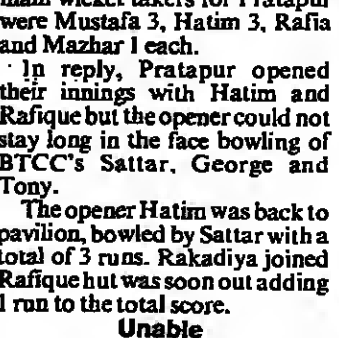 main wicket takers for Pratapur
were Mustafa 3, Hatim 3, Rafia
and Mazhar 1 each.
In reply, Pratapur opened
their innings with Hatim and
Rafique but the opener could not
stay long in the face bowling of
BTCC's Sattar, George and
Tony.
The opener Hatim was back to
pavilion, bowled by Sattar with a
total of 3 runs. Rakadiya joined
Rafique hut was soon out adding
1 run to the total score.
Unable